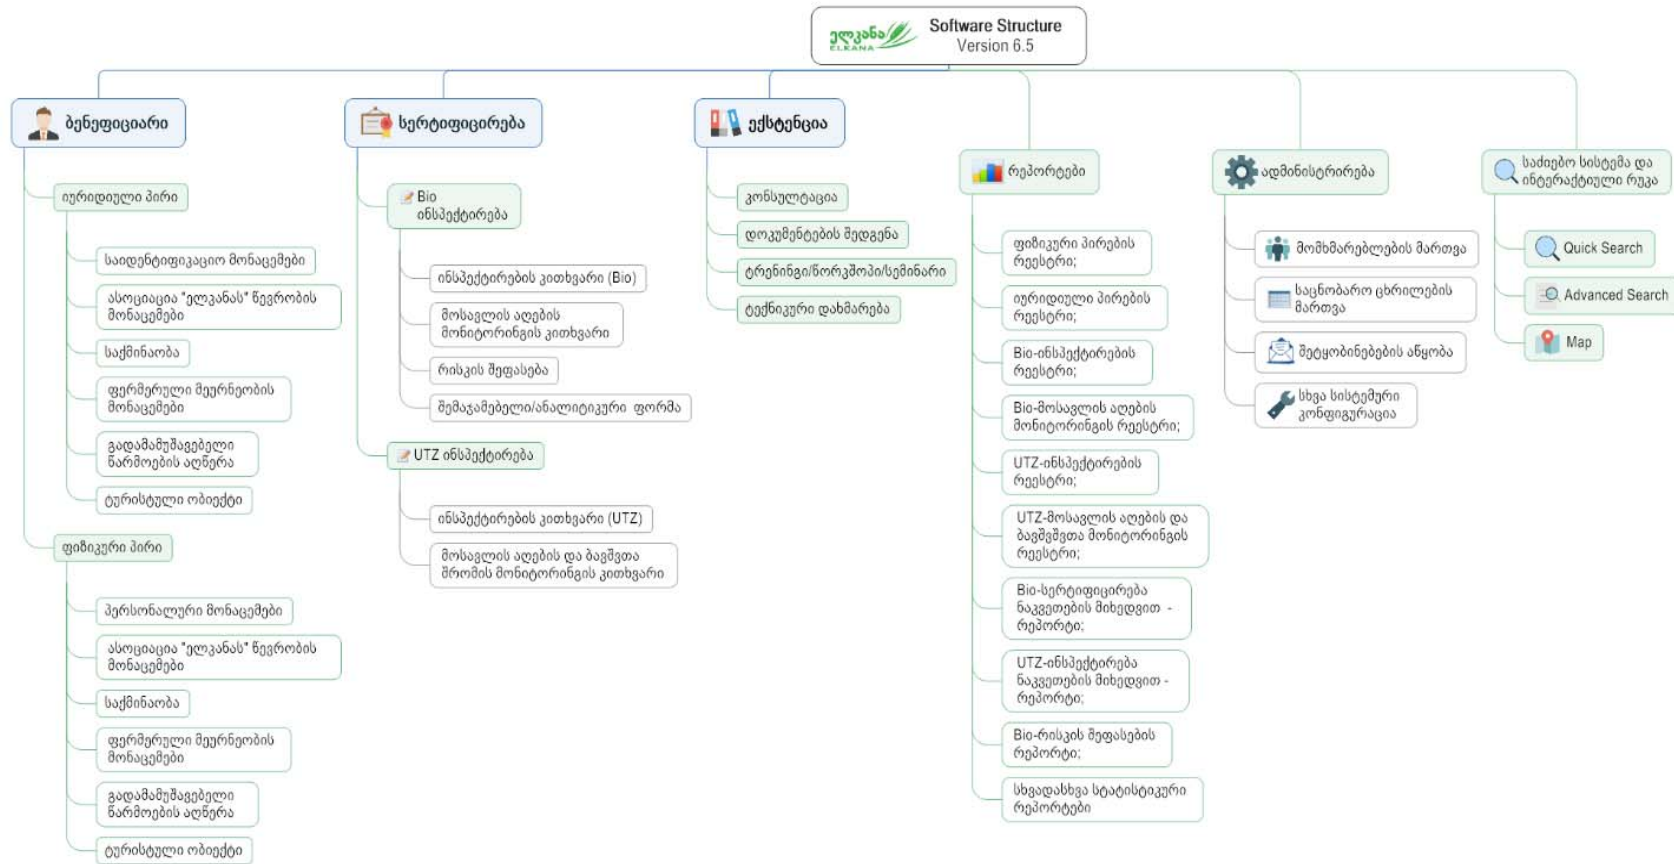 ელკანა
ELKANA
Software Structure
Version 6.5
ბენეფიციარი
იურიდიული პირი
საიდენტიფიკაციო მონაცემები
ასოციაცია "ელკანას" წევრობის
მონაცემები
საქმინაობა
ფერმერული მეურნეობის
მონაცემები
გადამამუშავებელი
წარმოების აღწერა
ტურისტული ობიექტი
ფიზიკური პირი
პერსონალური მონაცემები
ასოციაცია "ელკანას" წევრობის
მონაცემები
საქმინაობა
ფერმერული მეურნეობის
მონაცემები
გადამამუშავებელი
წარმოების აღწერა
ტურისტული ობიექტი
სერტიფიცირება
Bio
ინსპექტირება
ინსპექტირების კითხვარი (Bio)
მოსავლის აღების
მონიტორინგის კითხვარი
რისკის შეფასება
შემაჯამებელი/ანალიტიკური ფორმა
UTZ ინსპექტირება
ინსპექტირების კითხვარი (UTZ)
მოსავლის აღების და ბავშვთა
შრომის მონიტორინგის კითხვარი
ექსტენცია
კონსულტაცია
დოკუმენტების შედგენა
ტრენინგი/წორკშოპი/სემინარი
ტექნიკური დახმარება
რეპორტები
ფიზიკური პირების
რეესტრი;
იურიდიული პირების
რეესტრი;
Bio-ინსპექტირების
რეესტრი;
Bio-მოსავლის აღების
მონიტორინგის რეესტრი;
UTZ-ინსპექტირების
რეესტრი;
UTZ-მოსავლის აღების და
ბავშვშვთა მონიტორინგის
რეესტრი;
Bio-სერტიფიცირება
ნაკვეთების მიხედვით -
რეპორტი;
UTZ-ინსპექტირება
ნაკვეთების მიხედვით -
რეპორტი;
Bio-რისკის შეფასების
რეპორტი;
სხვადასხვა სტატისტიკური
რეპორტები
ადმინისტრირება
მომხმარებლების მართვა
საცნობარო ცხრილების
მართვა
შეტყობინებების აწყობა
სხვა სისტემური
კონფიგურაცია
საძიებო სისტემა და
ინტერაქტიული რუკა
Quick Search
Advanced Search
Map